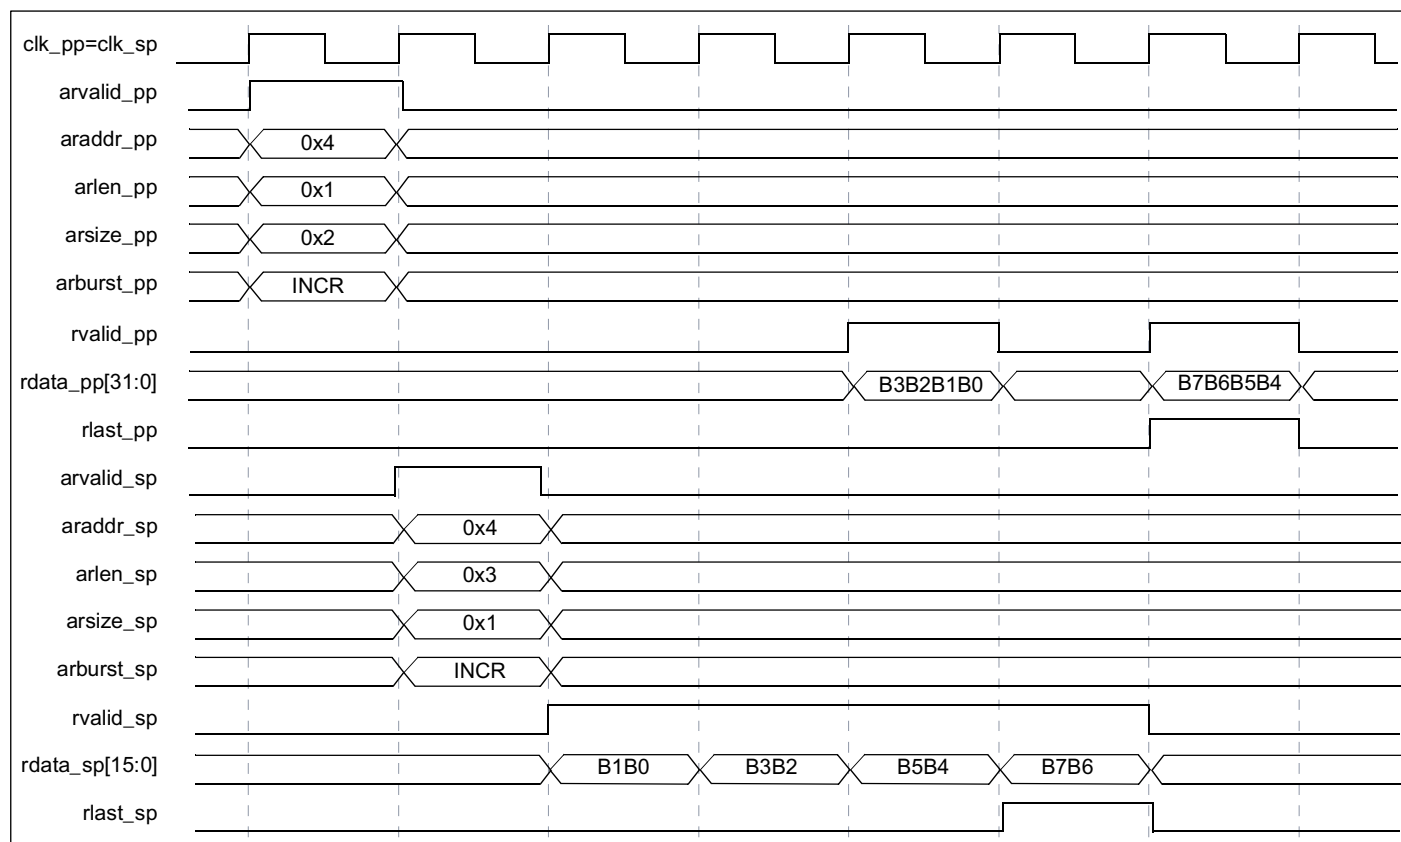 clk_pp=clk_sp
arvalid_pp
araddr_pp 0x4
arlen_pp 0x1
arsize_pp 0x2
arburst_pp INCR
rvalid_pp
rdata_pp[31:0] B3B2B1B0 B7B6B5B4
rlast_pp
arvalid_sp
araddr_sp 0x4
arlen_sp 0x3
arsize_sp 0x1
arburst_sp INCR
rvalid_sp
rdata_sp[15:0] B1B0 B3B2 B5B4 B7B6
rlast_sp